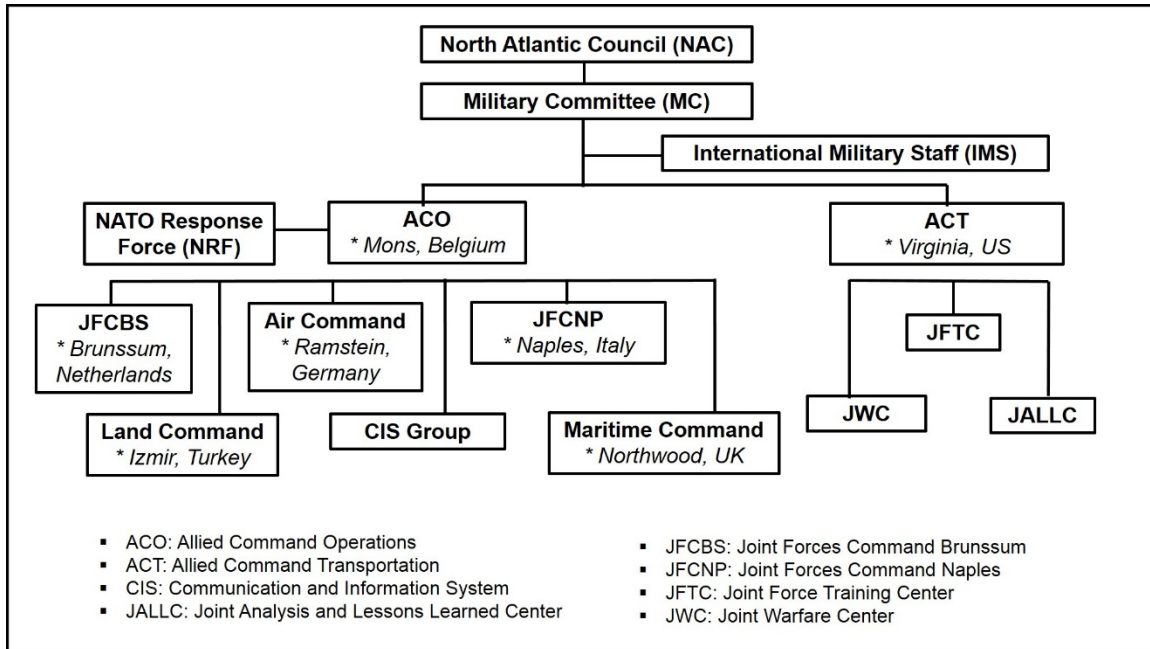 North Atlantic Council (NAC)
Military Committee (MC)
International Military Staff (IMS)
NATO Response
Force (NRF)
ACO
* Mons, Belgium
ACT
* Virginia, US
JFCBS
* Brunssum,
Netherlands
Air Command
* Ramstein,
Germany
JFCNP
* Naples, Italy
JFTC
Land Command
* Izmir, Turkey
CIS Group
Maritime Command
* Northwood, UK
JWC
JALLC
▪ ACO: Allied Command Operations
▪ ACT: Allied Command Transportation
▪ CIS: Communication and Information System
▪ JALLC: Joint Analysis and Lessons Learned Center
▪ JFCBS: Joint Forces Command Brunssum
▪ JFCNP: Joint Forces Command Naples
▪ JFTC: Joint Force Training Center
▪ JWC: Joint Warfare Center